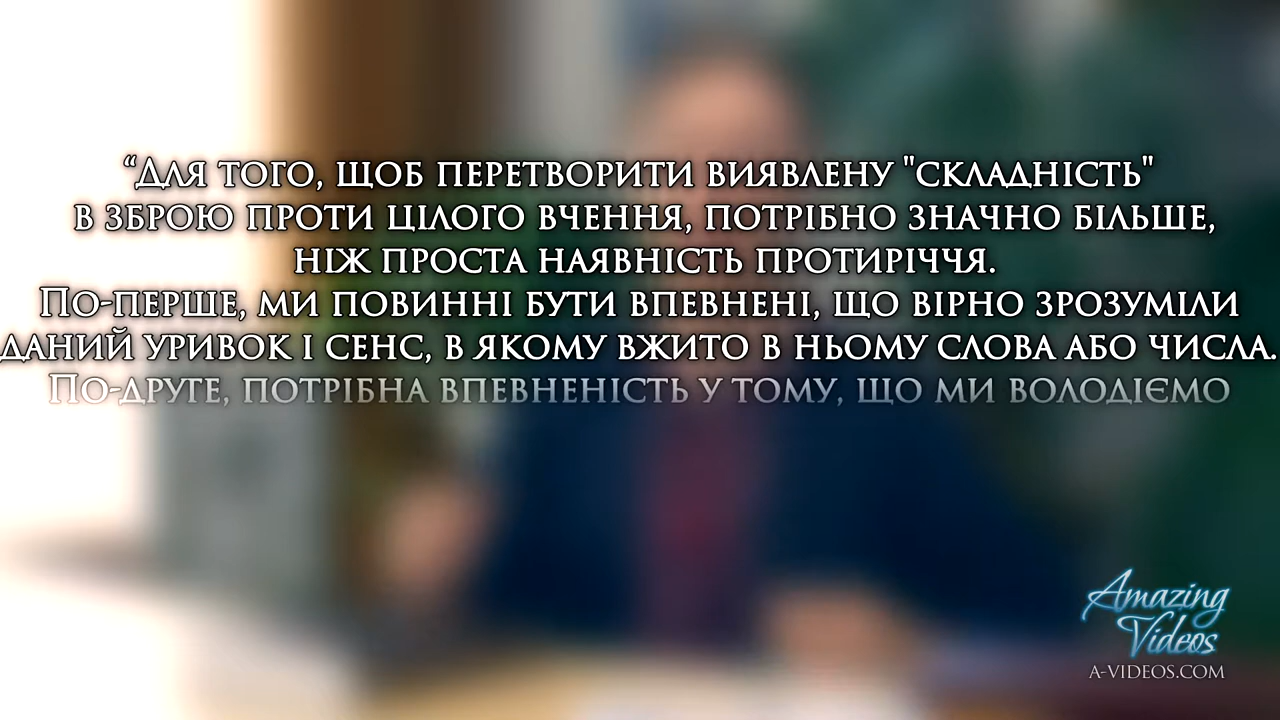 “Для того, щоб перетворити виявлену "складність"
в зброю проти цілого вчення, потрібно значно більше,
ніж проста наявність протиріччя.
По-перше, ми повинні бути впевнені, що вірно зрозуміли
даний уривок і сенс, в якому вжито в ньому слова або числа.
По-друге, потрібна впевненість у тому, що ми володіємо
Amazing
Videos
A-VIDEOS.COM